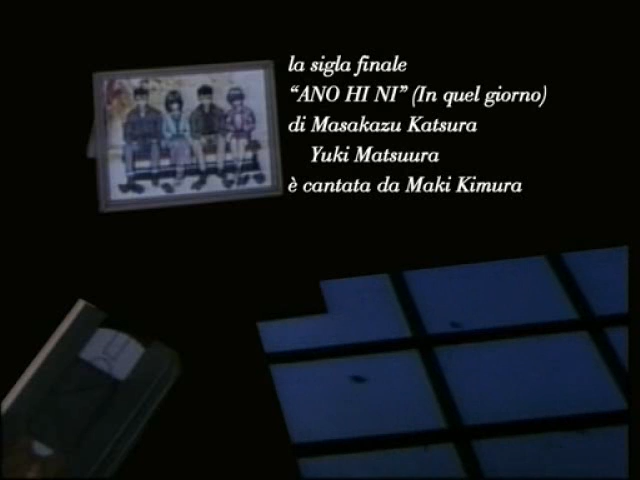 la sigla finale
“ANO HI NI” (In quel giorno)
di Masakazu Katsura
Yuki Matsuura
è cantata da Maki Kimura